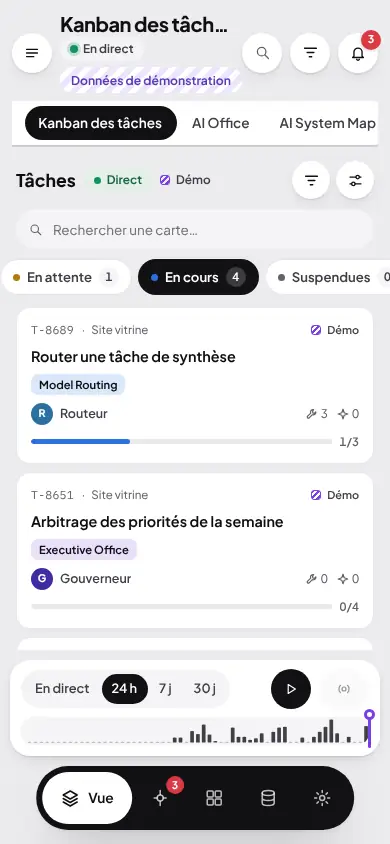 Kanban des tâch...
En direct
3
Données de démonstration
Kanban des tâches AI Office AI System Map
Tâches Direct Démo
Rechercher une carte...
En attente 1 En cours 4 Suspendues
T-8689 · Site vitrine Démo
Router une tâche de synthèse
Model Routing
R Routeur 3 0
1/3
T-8651 · Site vitrine Démo
Arbitrage des priorités de la semaine
Executive Office
G Gouverneur 0 0
0/4
En direct 24 h 7 j 30 j
Vue 3